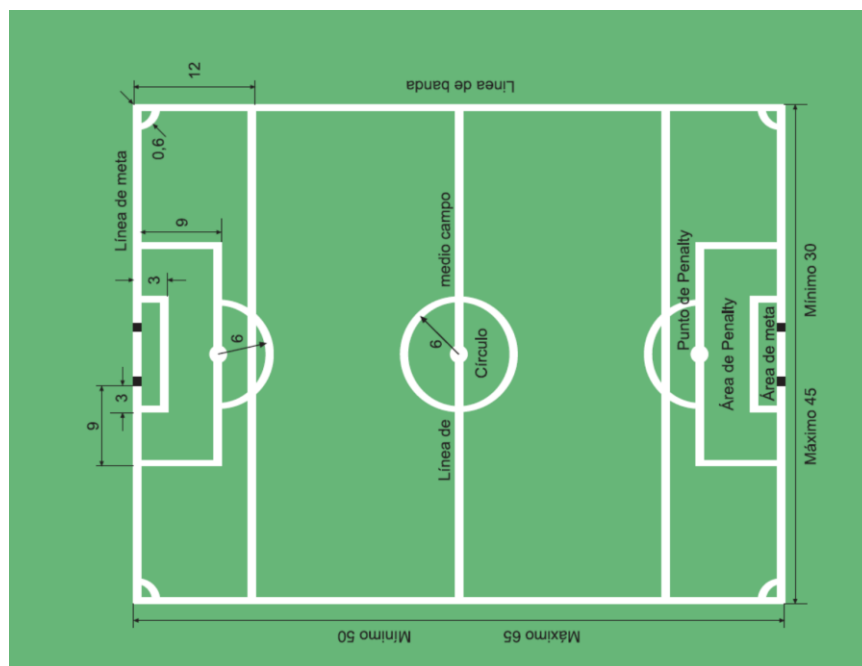 12
Línea de banda
Línea de meta
0,6
9
3
6
3
9
medio campo
6
Círculo
Línea de
Punto de Penalty
Área de Penalty
Área de meta
Mínimo 30
Máximo 45
Mínimo 50
Máximo 65